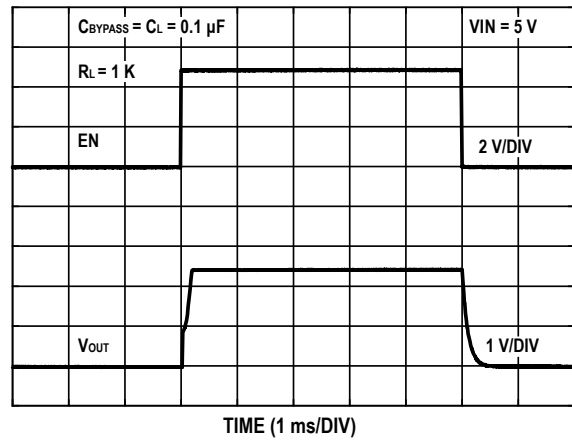 CBYPASS = CL = 0.1 µF
VIN = 5 V
RL = 1 K
EN
2 V/DIV
VOUT
1 V/DIV
TIME (1 ms/DIV)